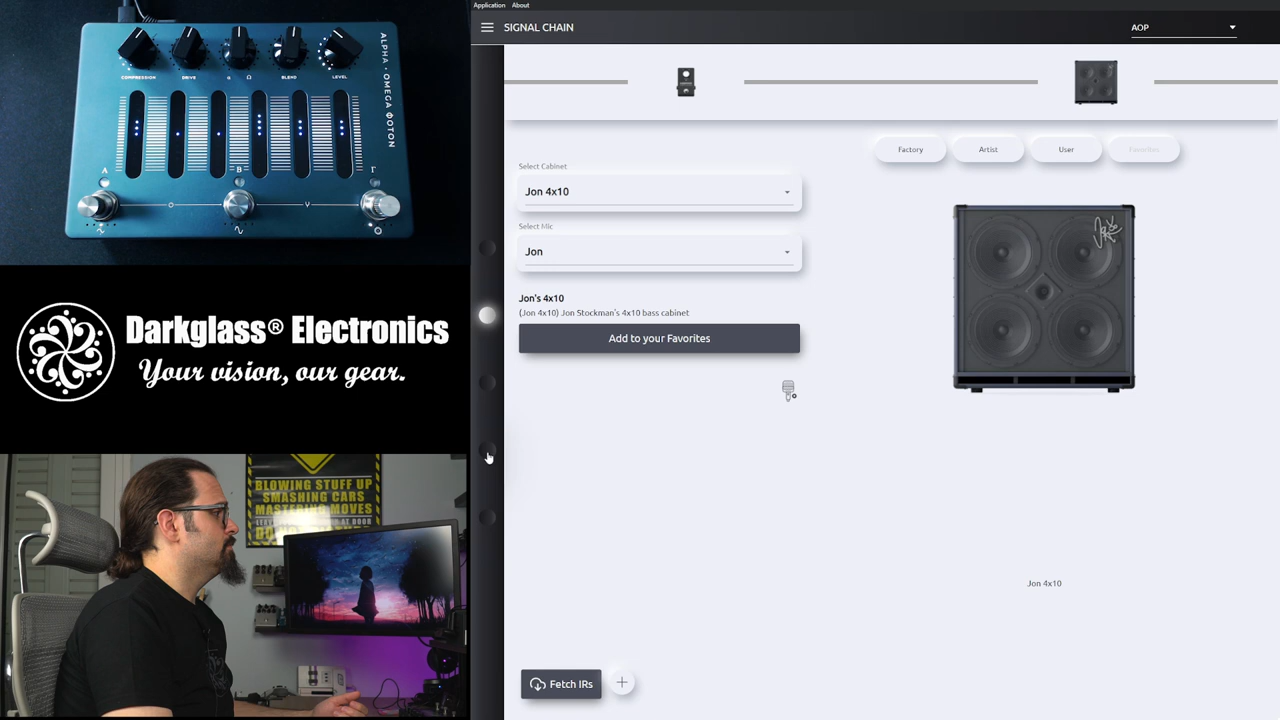 COMPRESSION
DRIVE
α
Ω
BLEND
LEVEL
ALPHA·OMEGA ФОTON
A
B
Γ
Darkglass® Electronics
Your vision, our gear.
BLOWING STUFF UP
SMASHING CARS
MASTERING MOVES
Application About
SIGNAL CHAIN
AOP
Factory
Artist
User
Favorites
Select Cabinet
Jon 4x10
Select Mic
Jon
Jon's 4x10
(Jon 4x10) Jon Stockman's 4x10 bass cabinet
Add to your Favorites
Jon 4x10
Fetch IRs